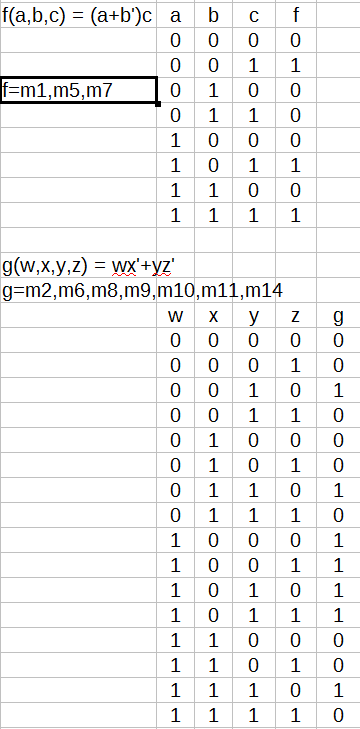 f(a,b,c) = (a+b')c a b c f
0 0 0 0
0 0 1 1
f=m1,m5,m7 0 1 0 0
0 1 1 0
1 0 0 0
1 0 1 1
1 1 0 0
1 1 1 1
g(w,x,y,z) = wx'+yz'
g=m2,m6,m8,m9,m10,m11,m14
w x y z g
0 0 0 0 0
0 0 0 1 0
0 0 1 0 1
0 0 1 1 0
0 1 0 0 0
0 1 0 1 0
0 1 1 0 1
0 1 1 1 0
1 0 0 0 1
1 0 0 1 1
1 0 1 0 1
1 0 1 1 1
1 1 0 0 0
1 1 0 1 0
1 1 1 0 1
1 1 1 1 0